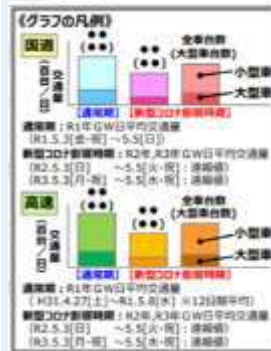 《グラフの凡例》
国道
全車台数
(大型車台数)
交通量
(百台/日)
小型車
大型車
【通常期】 【新型コロナ影響時期】
通常期：R1年GW日平均交通量
(R1.5.3[金・祝]～5.5[日])
新型コロナ影響時期：R2年,R3年GW日平均交通量
(R2.5.3[日] ～5.5[火・祝]：速報値)
(R3.5.3[月・祝] ～5.5[水・祝]：速報値)
高速
全車台数
(大型車台数)
交通量
(百台/日)
小型車
大型車
【通常期】 【新型コロナ影響時期】
通常期：R1年GW日平均交通量
(H31.4.27[土]～R1.5.6[水] ※12日間平均)
新型コロナ影響時期：R2年,R3年GW日平均交通量
(R2.5.3[日] ～5.5[火・祝]：速報値)
(R3.5.3[月・祝] ～5.5[水・祝]：速報値)